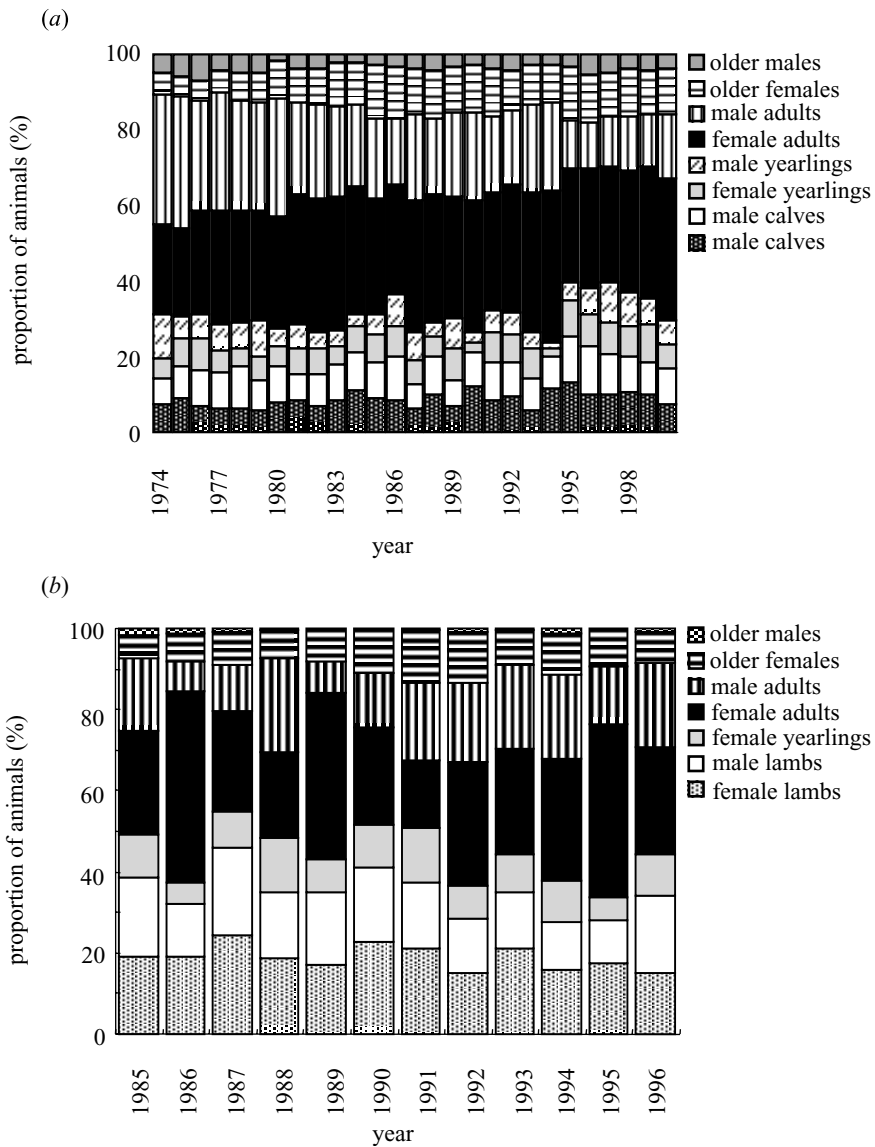 (a)
100
80
60
40
20
0
proportion of animals (%)
1974
1977
1980
1983
1986
1989
1992
1995
1998
year
older males
older females
male adults
female adults
male yearlings
female yearlings
male calves
male calves
(b)
100
80
60
40
20
0
proportion of animals (%)
1985
1986
1987
1988
1989
1990
1991
1992
1993
1994
1995
1996
year
older males
older females
male adults
female adults
female yearlings
male lambs
female lambs